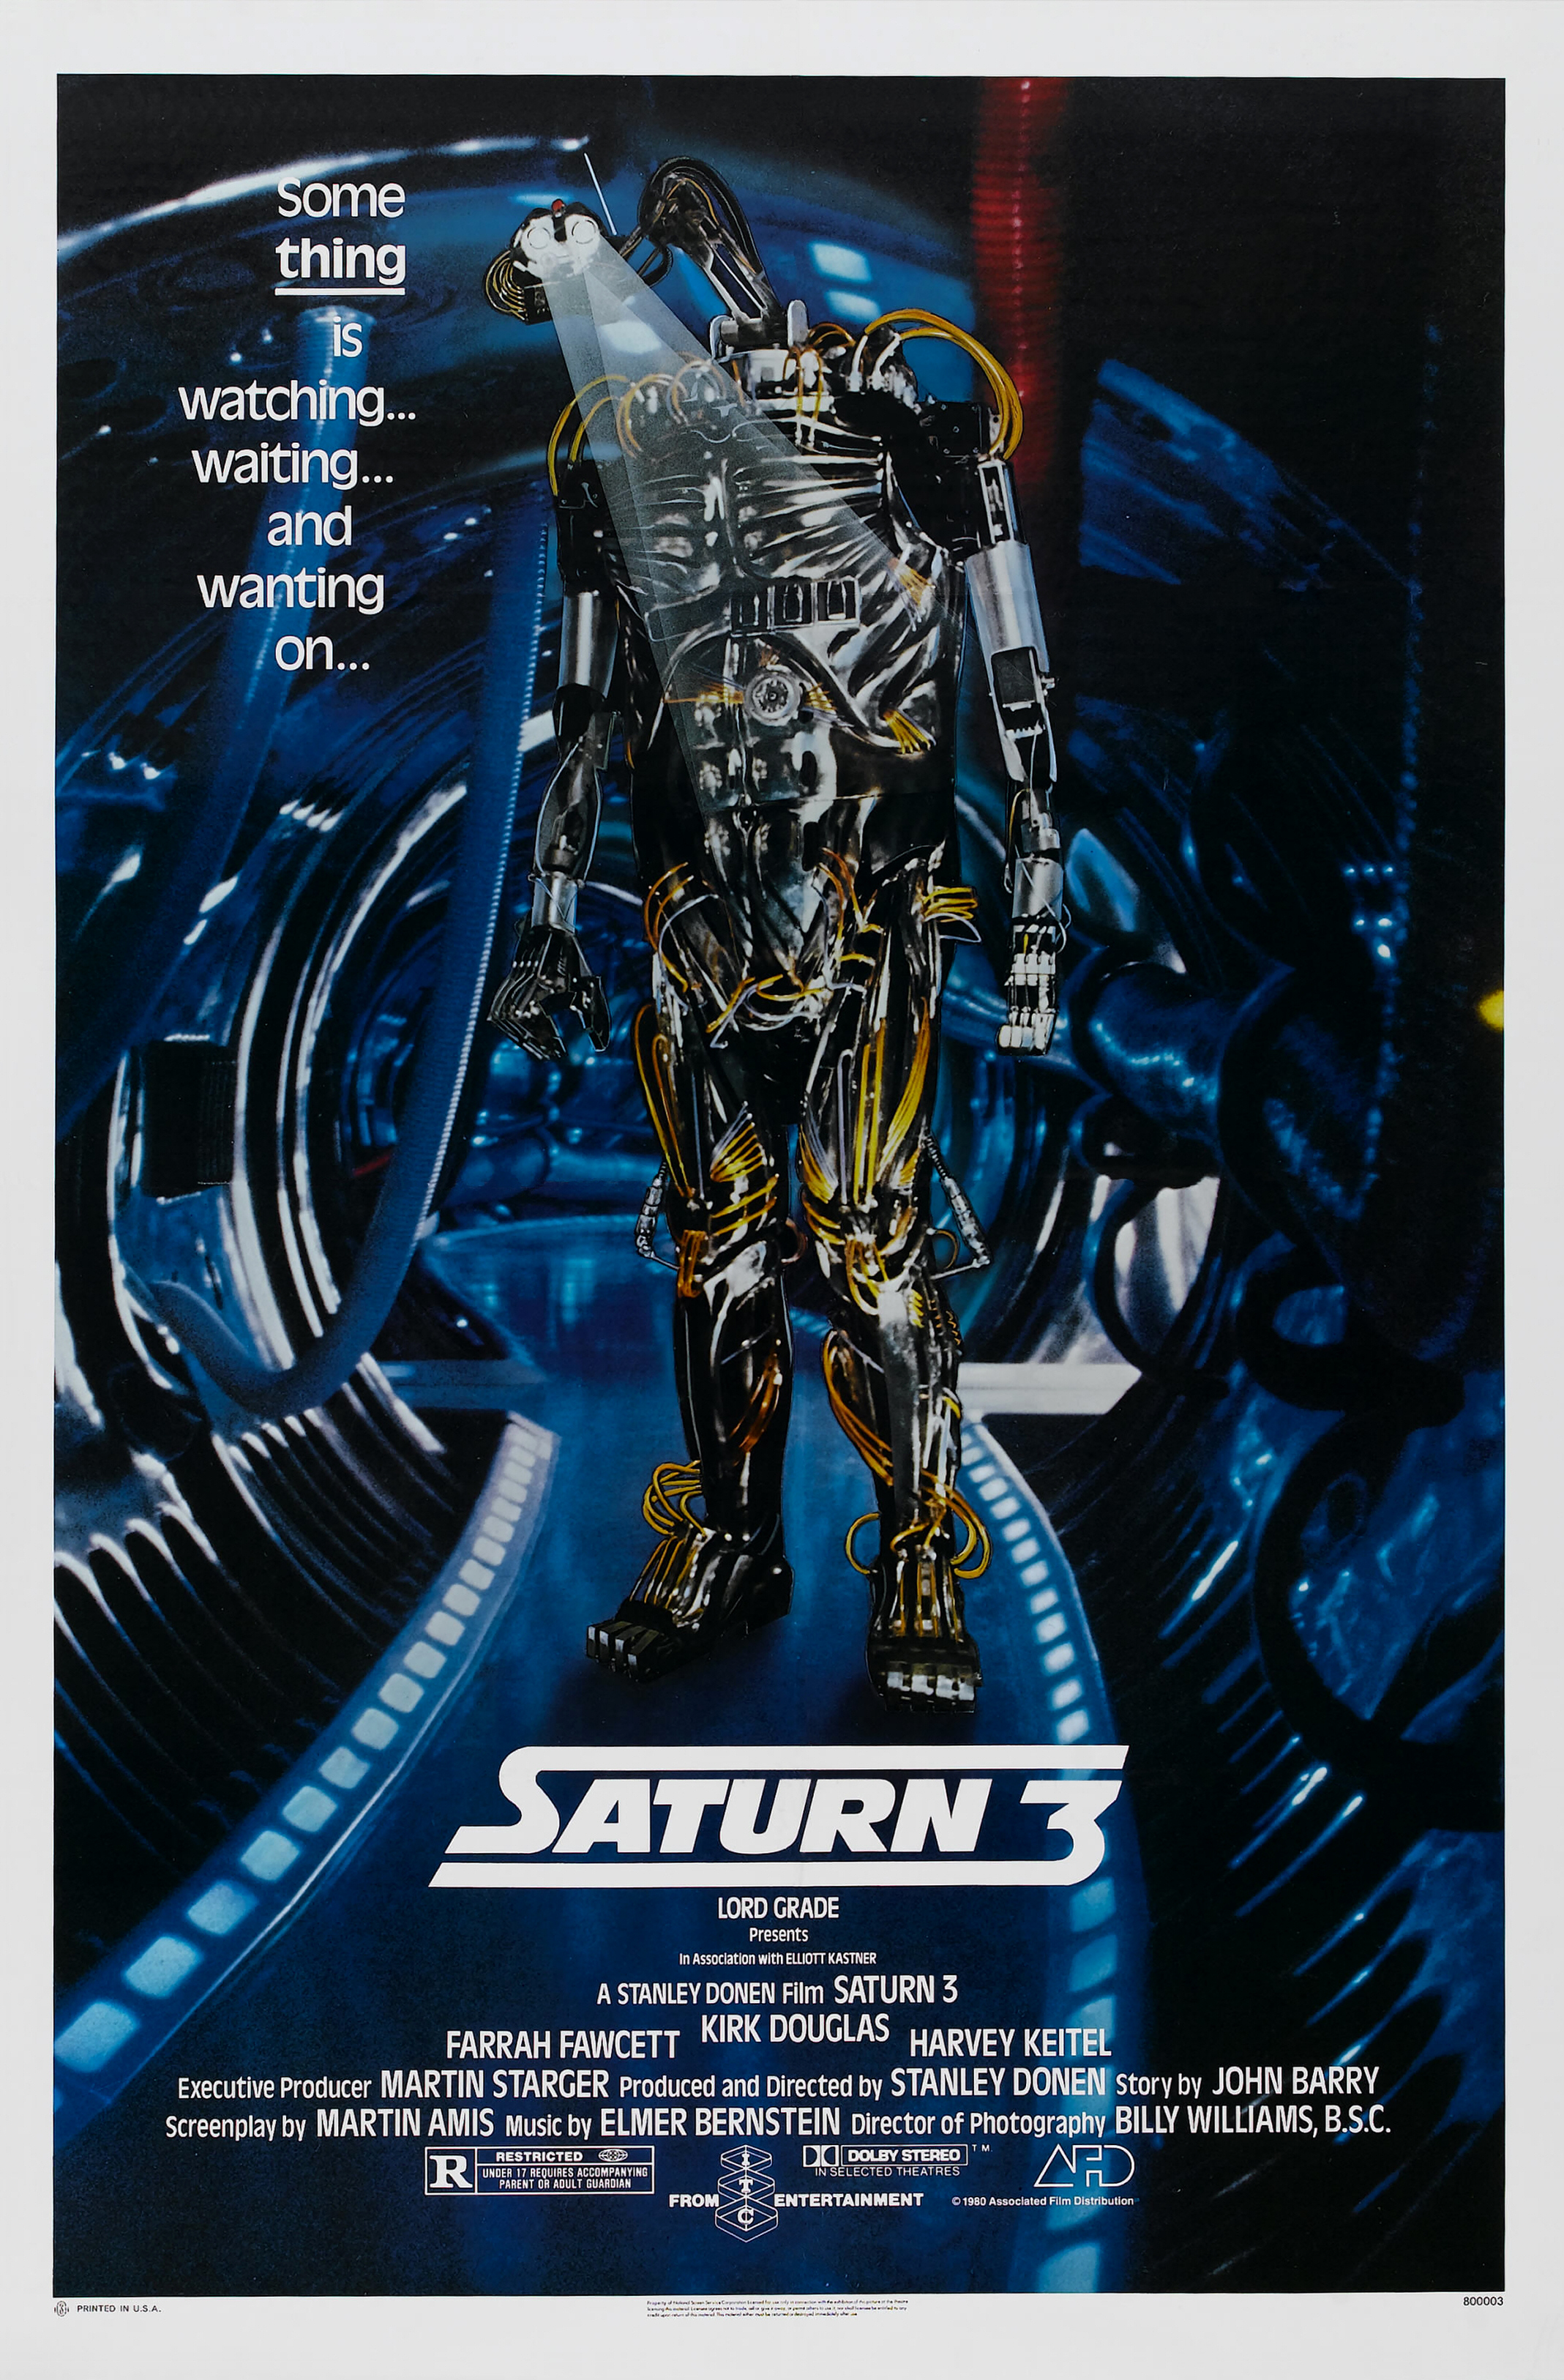 Some
thing
is
watching...
waiting...
and
wanting
on...
SATURN 3
LORD GRADE
Presents
In Association with ELLIOTT KASTNER
A STANLEY DONEN Film SATURN 3
FARRAH FAWCETT KIRK DOUGLAS HARVEY KEITEL
Executive Producer MARTIN STARGER Produced and Directed by STANLEY DONEN Story by JOHN BARRY
Screenplay by MARTIN AMIS Music by ELMER BERNSTEIN Director of Photography BILLY WILLIAMS, B.S.C.
R RESTRICTED
UNDER 17 REQUIRES ACCOMPANYING
PARENT OR ADULT GUARDIAN
FROM ITC ENTERTAINMENT
DOLBY STEREO T.M.
IN SELECTED THEATRES
AFD
© 1980 Associated Film Distribution
PRINTED IN U.S.A.
800003